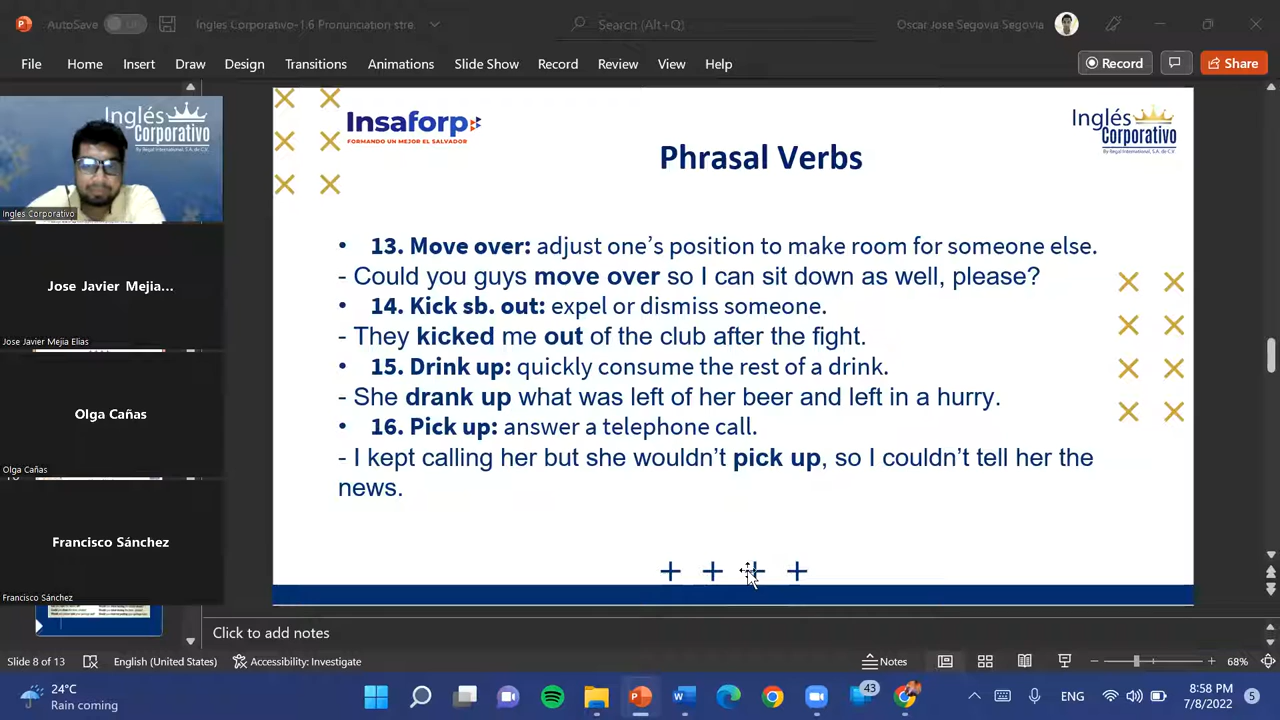 AutoSave
Ingles Corporativo-1.6 Pronunciation stre...
Search (Alt+Q)
Oscar Jose Segovia Segovia
File Home Insert Draw Design Transitions Animations Slide Show Record Review View Help
Record
Share
Inglés
Corporativo
Ingles Corporativo
Jose Javier Mejia...
Jose Javier Mejia Elias
Olga Cañas
Olga Cañas
Francisco Sánchez
Francisco Sánchez
Insaforp
FORMANDO UN MEJOR EL SALVADOR
Inglés
Corporativo
By Regal International, S.A. de C.V.
Phrasal Verbs
• 13. Move over: adjust one’s position to make room for someone else.
- Could you guys move over so I can sit down as well, please?
• 14. Kick sb. out: expel or dismiss someone.
- They kicked me out of the club after the fight.
• 15. Drink up: quickly consume the rest of a drink.
- She drank up what was left of her beer and left in a hurry.
• 16. Pick up: answer a telephone call.
- I kept calling her but she wouldn’t pick up, so I couldn’t tell her the
news.
+ + + +
Click to add notes
Slide 8 of 13 English (United States) Accessibility: Investigate Notes 68%
24°C
Rain coming
43
ENG
8:58 PM
7/8/2022
5